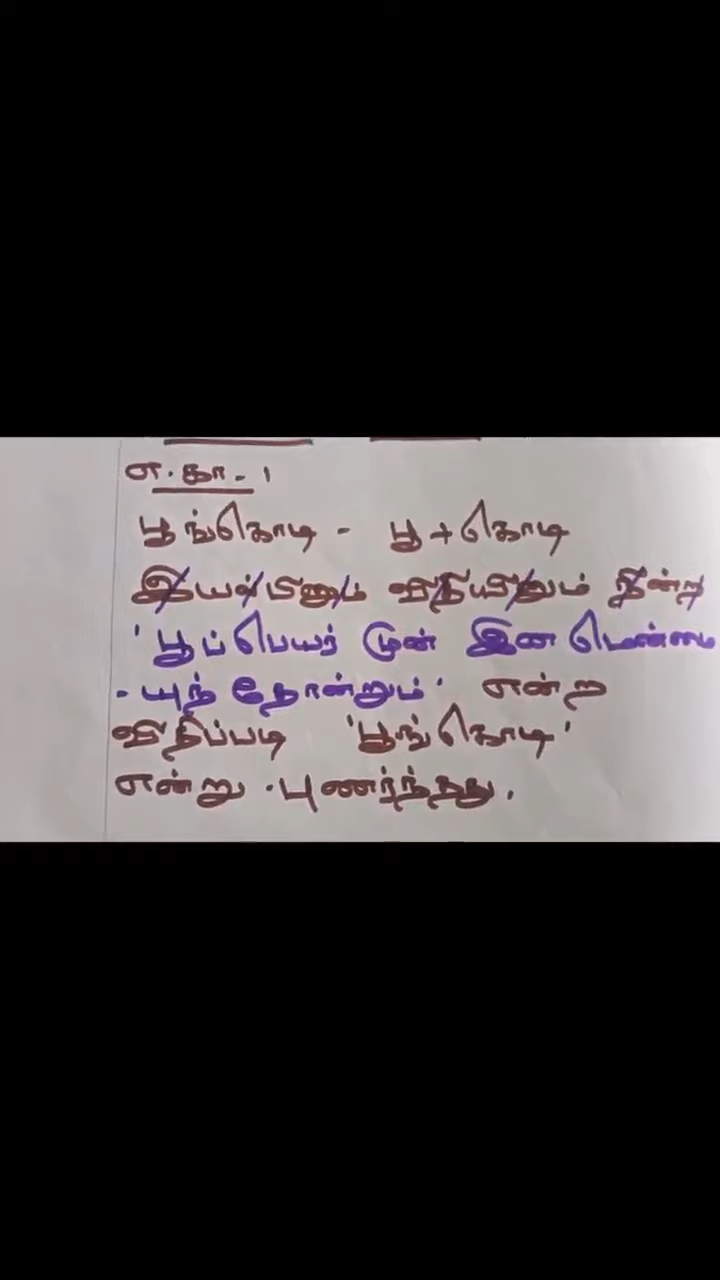 எ.கா - 1
பூங்கொடி - பூ + கொடி
இயல்பினும் விதியினும் நின்ற
'பூப்பெயர் முன் இன மென்மை
யுந் தோன்றும்' என்ற
விதிப்படி 'பூங்கொடி'
என்று புணர்ந்தது.